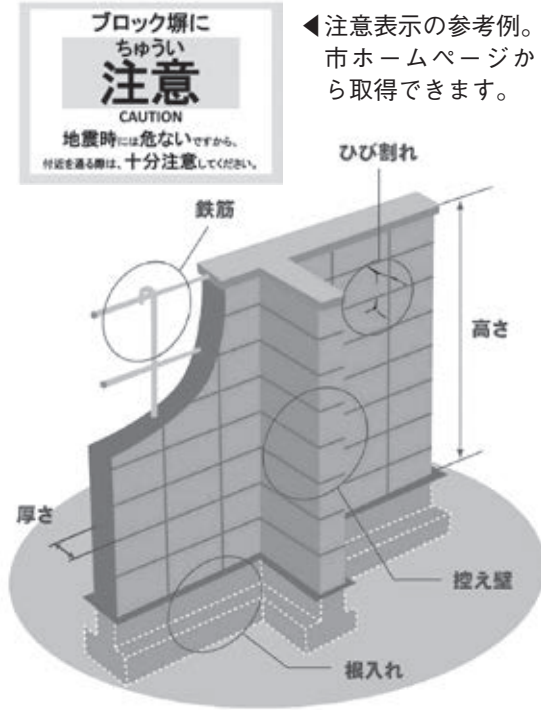 ブロック塀に
ちゅうい
注意
CAUTION
地震時には危ないですから、
付近を通る際は、十分注意してください。
◀注意表示の参考例。
市ホームページか
ら取得できます。
ひび割れ
鉄筋
高さ
厚さ
控え壁
根入れ